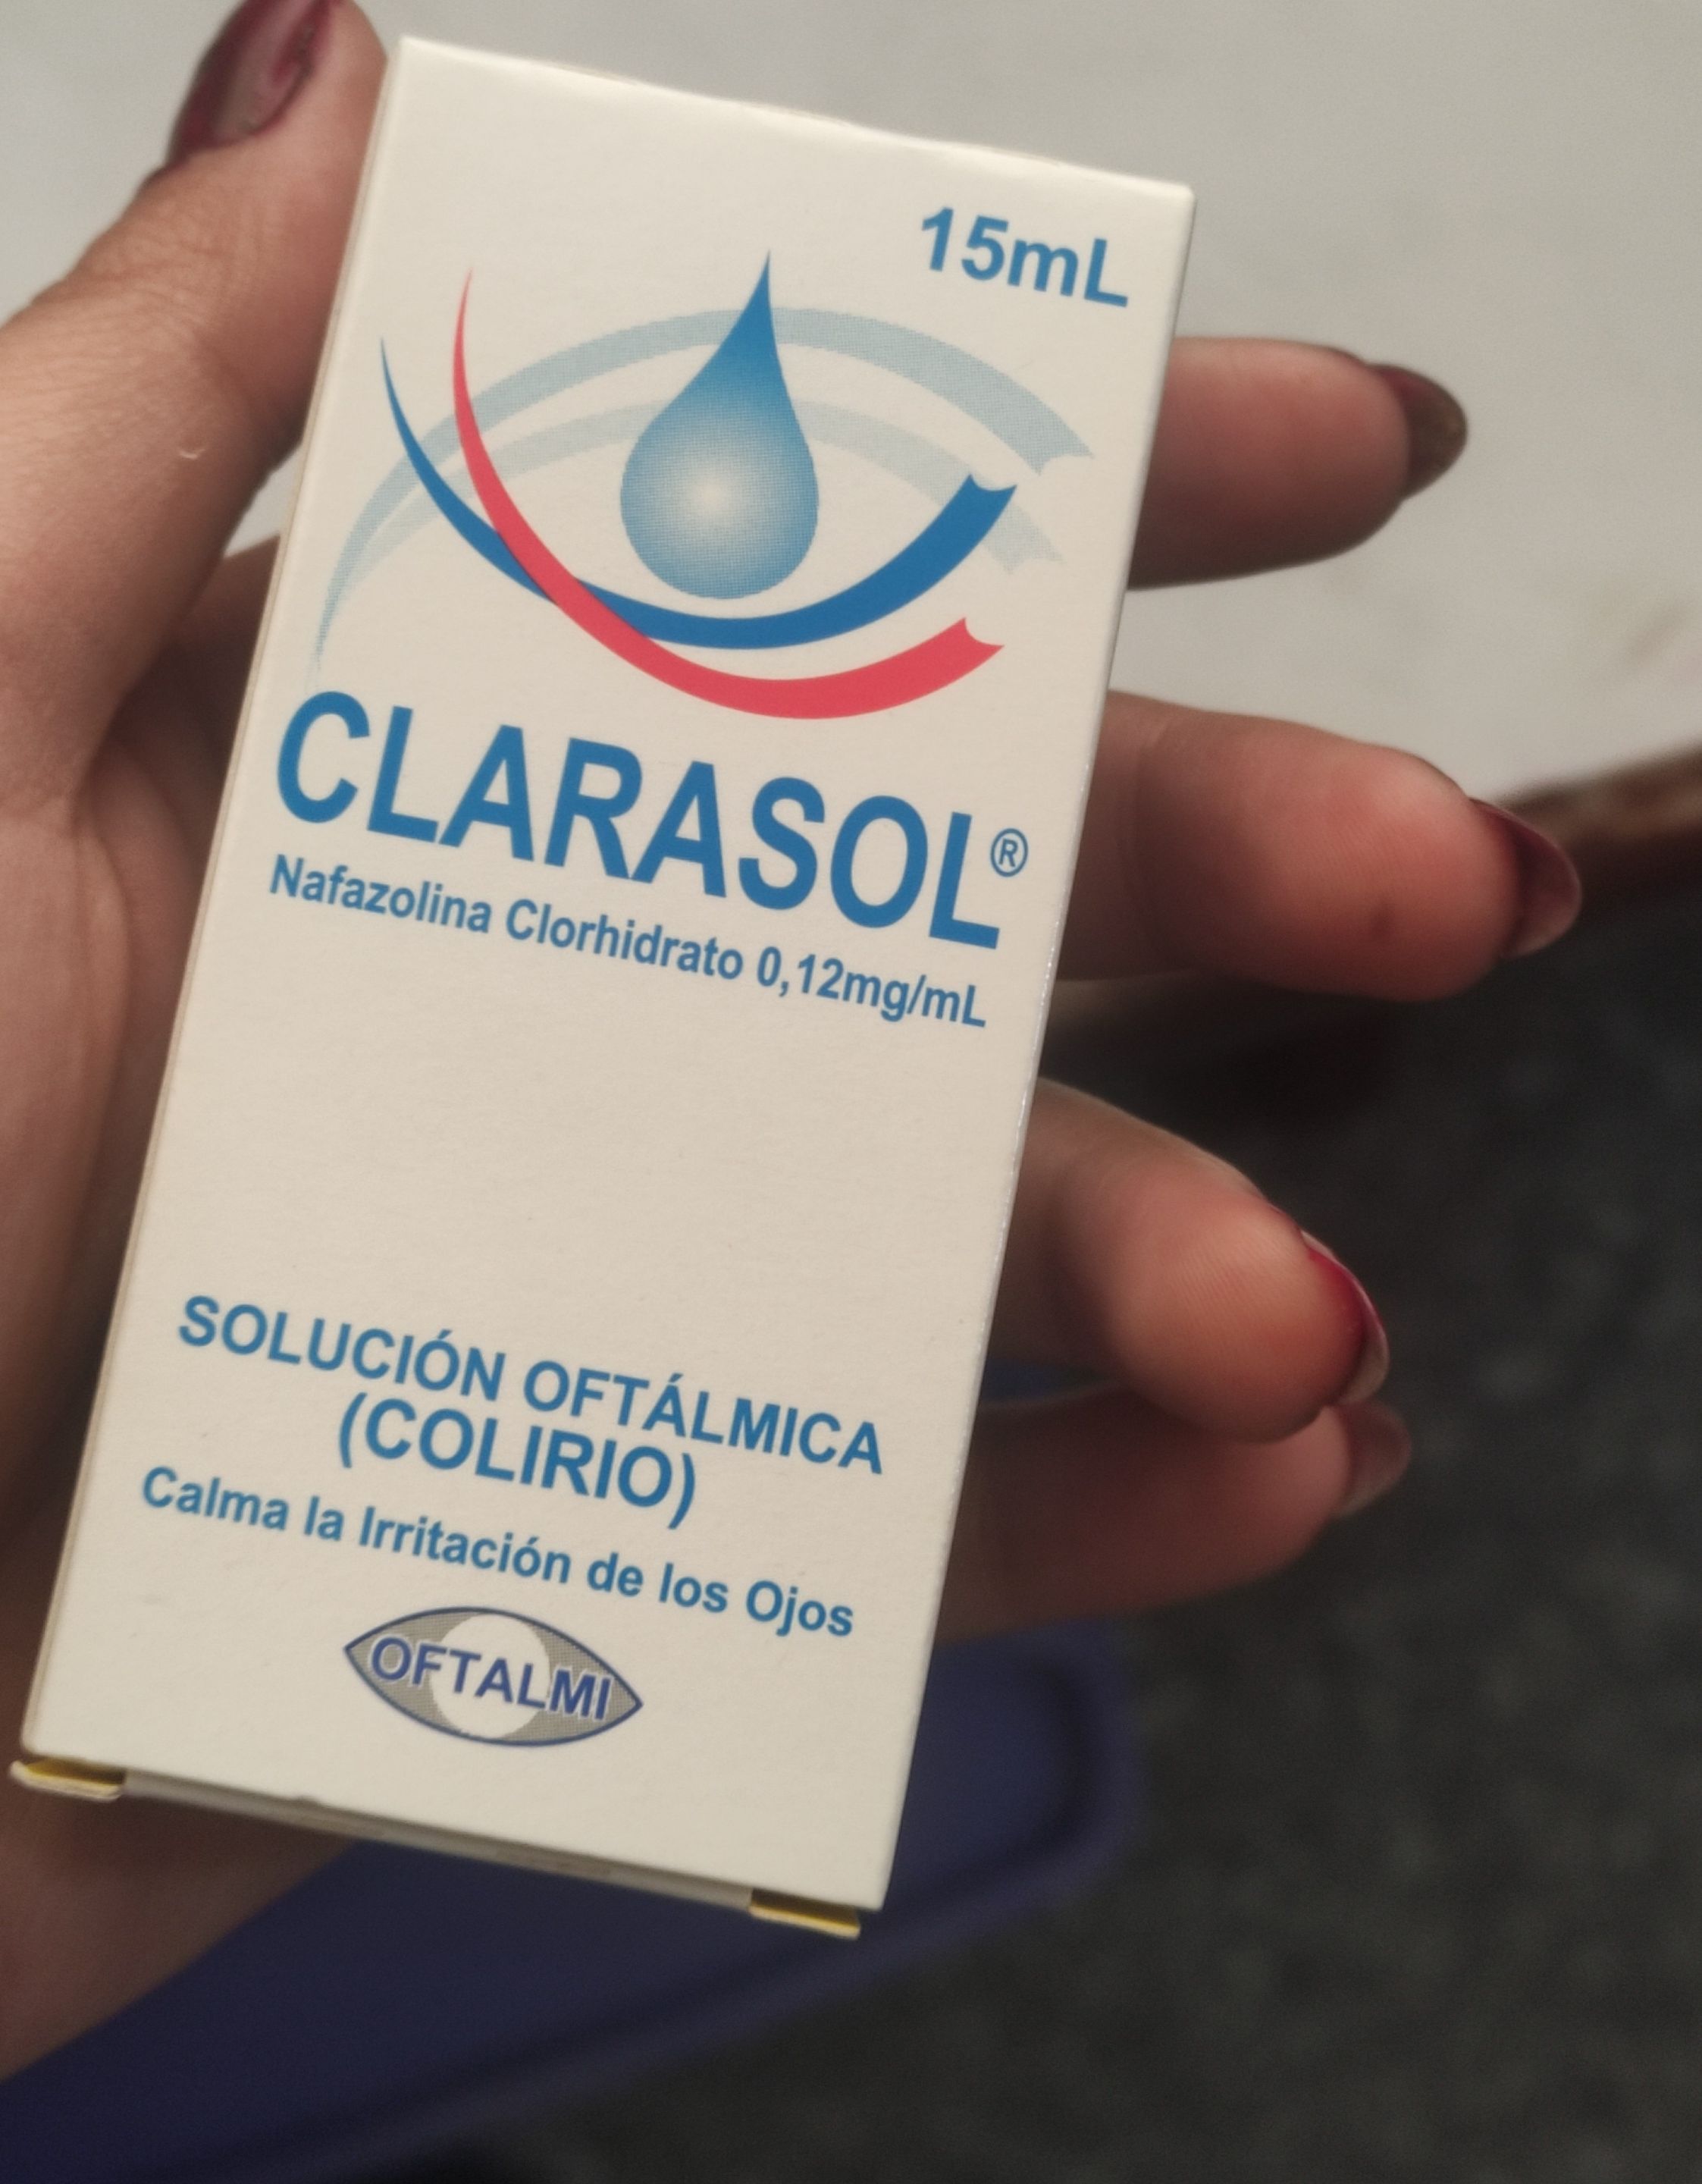 15mL
CLARASOL®
Nafazolina Clorhidrato 0,12mg/mL
SOLUCIÓN OFTÁLMICA
(COLIRIO)
Calma la Irritación de los Ojos
OFTALMI